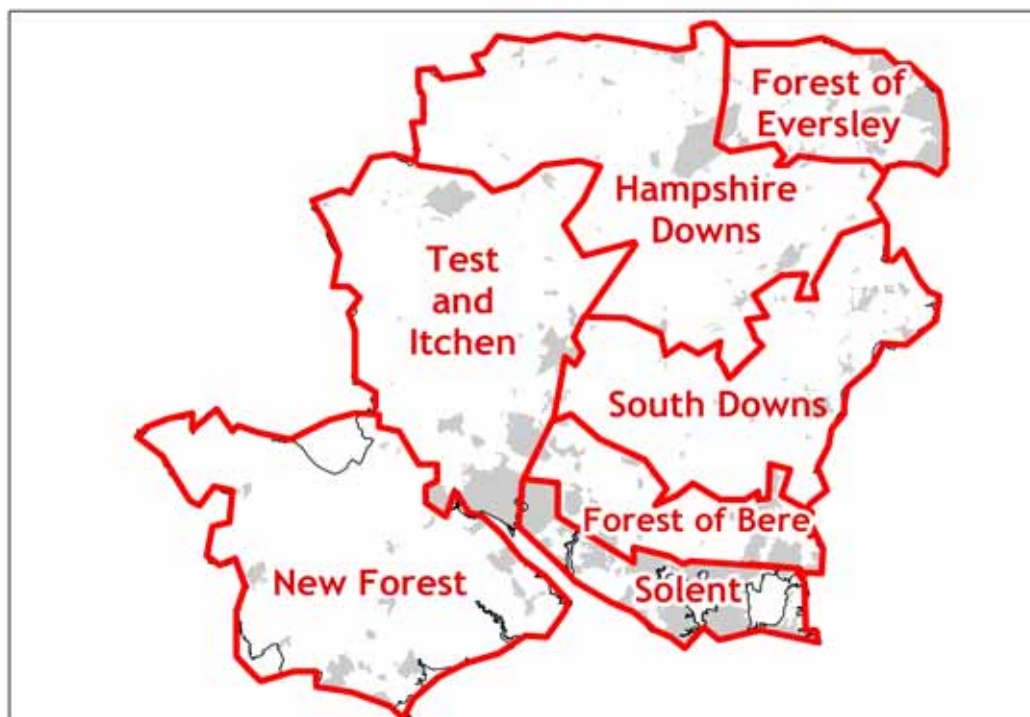 Forest of
Eversley
Hampshire
Downs
Test
and
Itchen
South Downs
Forest of Bere
New Forest
Solent